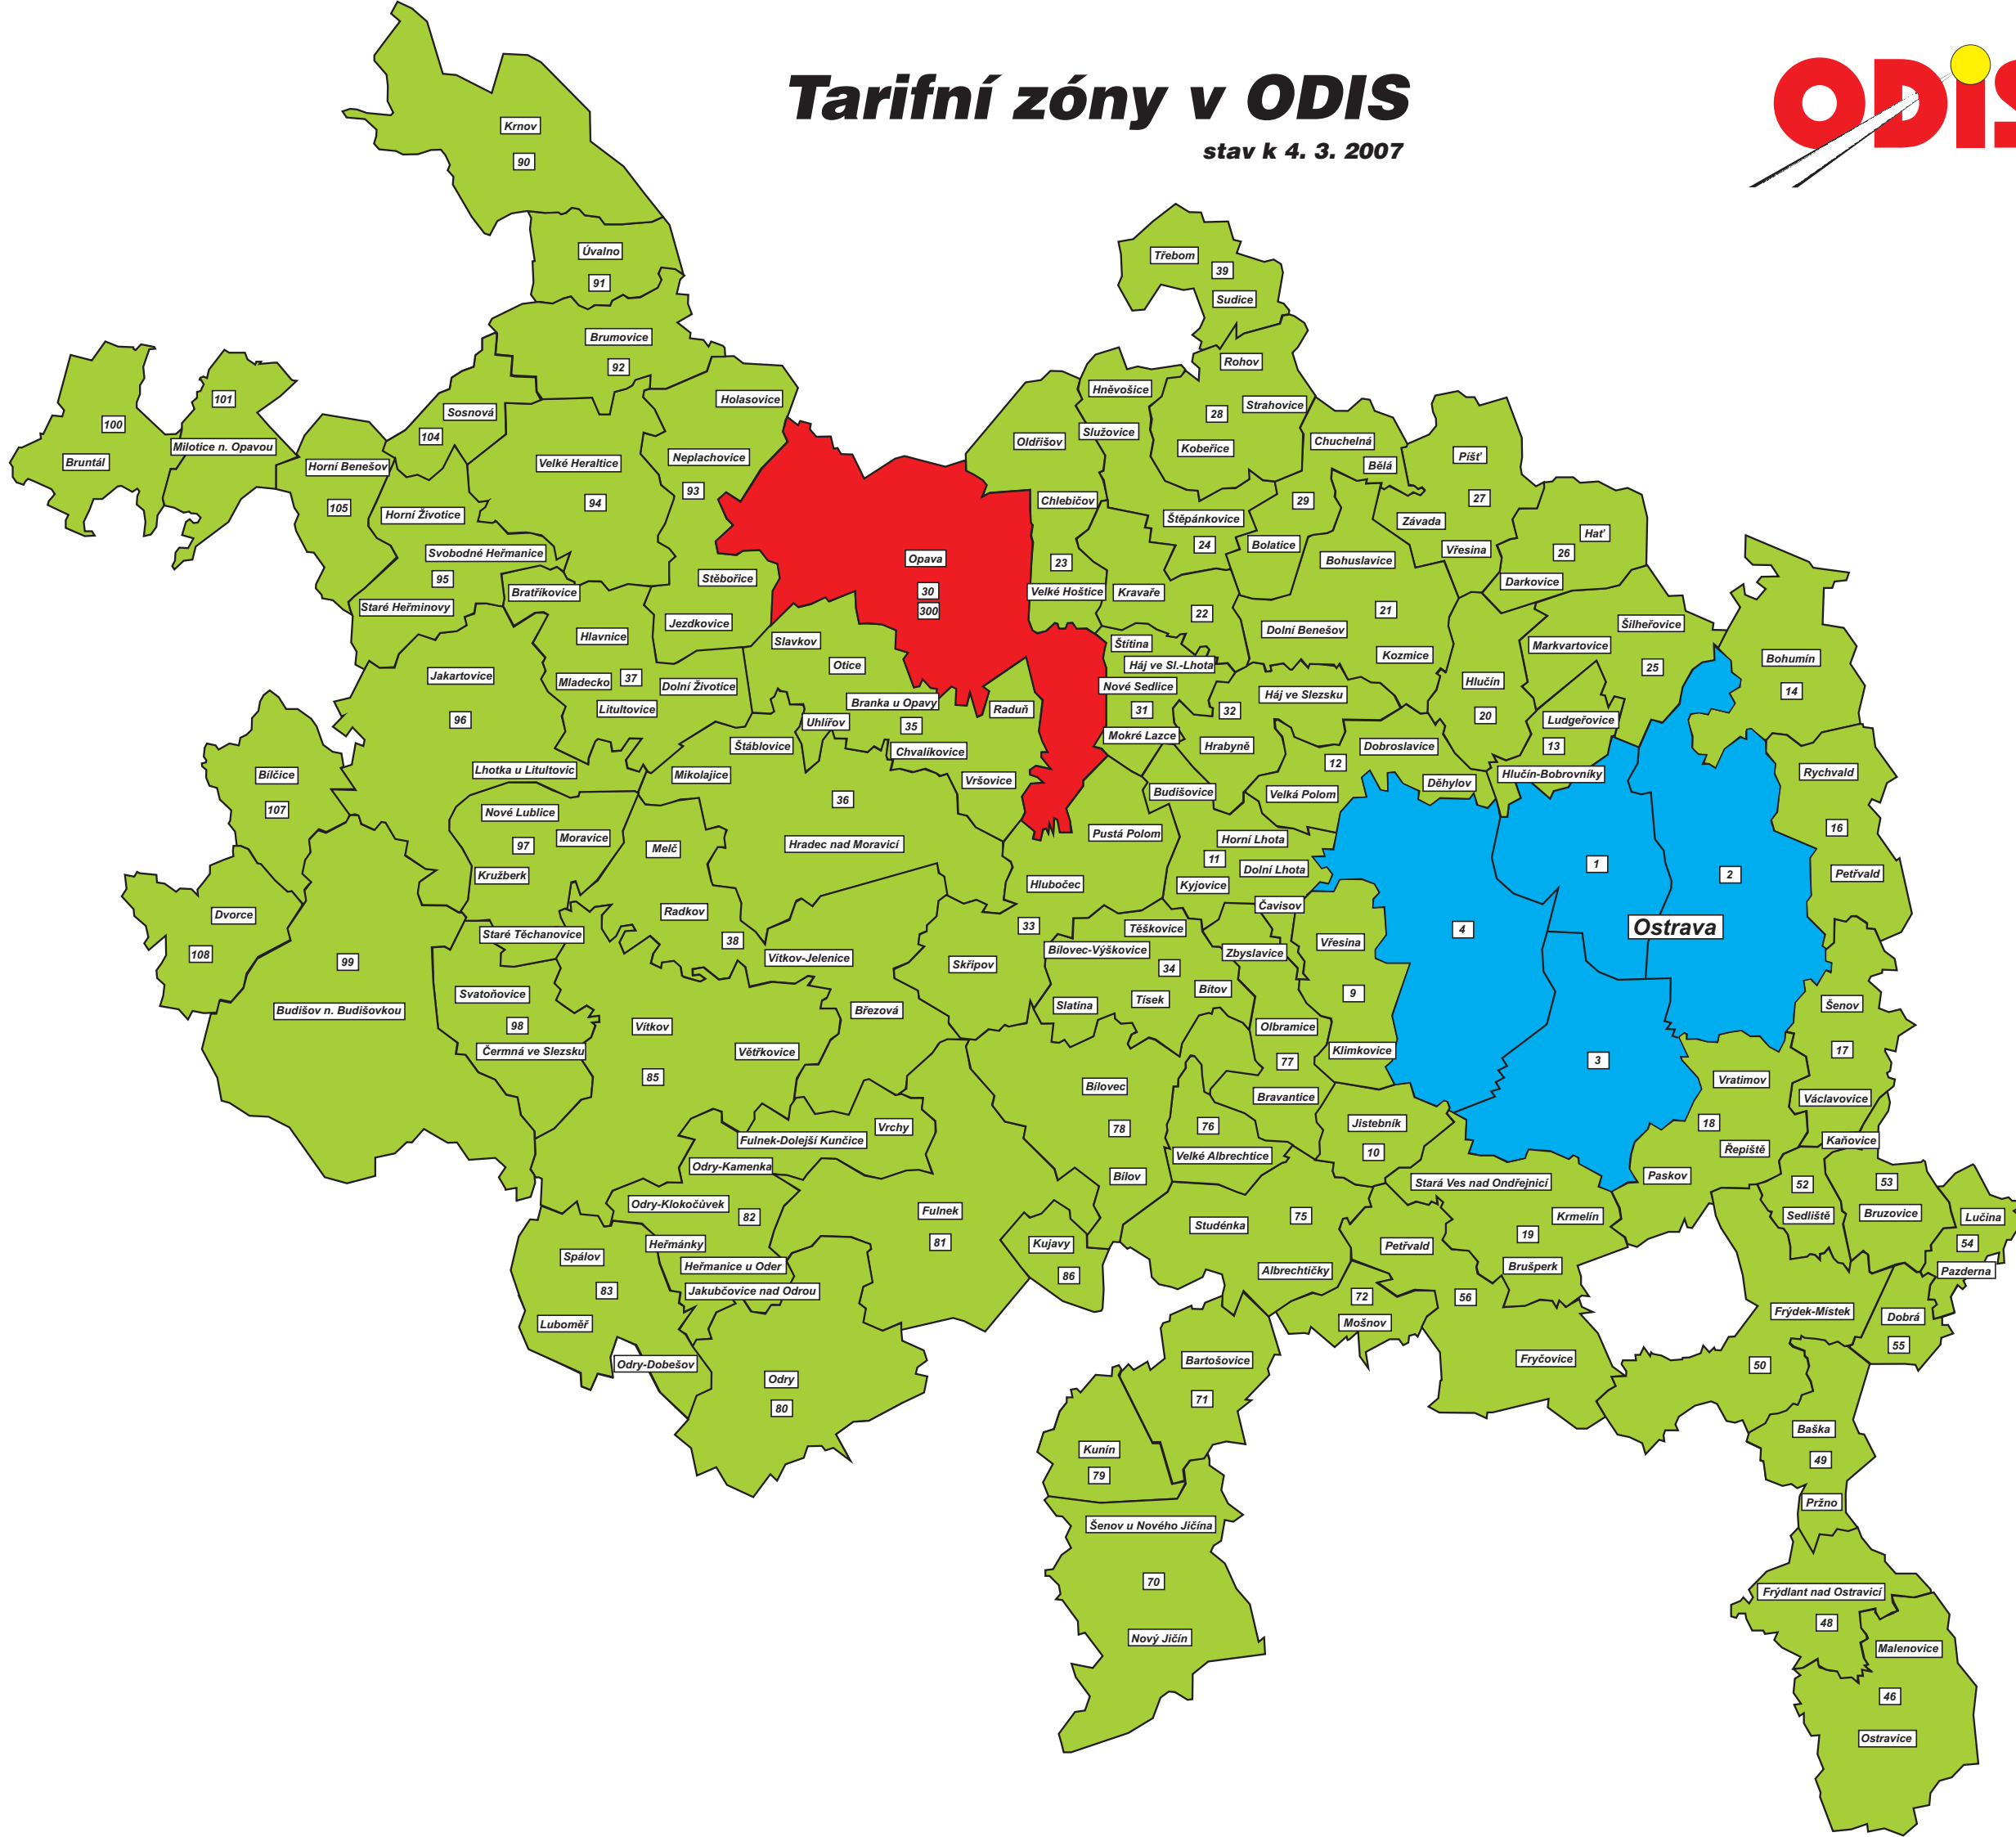 Tarifní zóny v ODIS
stav k 4. 3. 2007
ODIS
Krnov
90
Úvalno
91
Brumovice
92
Třebom
39
Sudice
Rohov
Hněvošice
28
Strahovice
Služovice
Kobeřice
Holasovice
Neplachovice
93
Stěbořice
Jezdkovice
Sosnová
104
Velké Heraltice
94
101
Milotice n. Opavou
100
Bruntál
Horní Benešov
105
Horní Životice
Svobodné Heřmanice
95
Staré Heřminovy
Bratříkovice
Oldřišov
Chlebičov
23
Velké Hoštice
Chuchelná
Bělá
29
Bolatice
Štěpánkovice
24
Píšť
27
Závada
Vřesina
Hať
26
Darkovice
Bohuslavice
21
Dolní Benešov
Kozmice
Kravaře
22
Štítina
Háj ve Sl.-Lhota
Nové Sedlice
31
Mokré Lazce
Opava
30
300
Slavkov
Otice
Branka u Opavy
35
Uhlířov
Chvalíkovice
Raduň
Vršovice
Hlavnice
Mladecko
37
Dolní Životice
Litultovice
Jakartovice
96
Lhotka u Litultovic
Štáblovice
Mikolajice
36
Hradec nad Moravicí
Háj ve Slezsku
32
Hrabyně
12
Dobroslavice
Velká Polom
Děhylov
Budišovice
Hlučín
20
Markvartovice
Šilheřovice
25
Ludgeřovice
13
Hlučín-Bobrovníky
Bohumín
14
Rychvald
16
Petřvald
Bílčice
107
Nové Lublice
Moravice
97
Kružberk
Melč
Radkov
38
Vítkov-Jelenice
Pustá Polom
Hlubočec
33
Horní Lhota
11
Dolní Lhota
Kyjovice
Čavisov
1
2
Ostrava
4
3
Dvorce
108
99
Budišov n. Budišovkou
Staré Těchanovice
Svatoňovice
98
Čermná ve Slezsku
Vítkov
85
Větřkovice
Březová
Skřipov
Těškovice
Bílovec-Výškovice
34
Slatina
Tísek
Bítov
Zbyslavice
Vřesina
9
Klimkovice
Olbramice
77
Bravantice
Šenov
17
Václavovice
Kaňovice
Vratimov
18
Řepiště
Paskov
Bílovec
78
Bílov
76
Velké Albrechtice
Jistebník
10
Stará Ves nad Ondřejnicí
Krmelín
19
Brušperk
Vrchy
Fulnek-Dolejší Kunčice
Odry-Kamenka
Odry-Klokočůvek
82
Heřmánky
Heřmanice u Oder
Jakubčovice nad Odrou
Spálov
83
Luboměř
Odry-Dobešov
Odry
80
Fulnek
81
Kujavy
86
Studénka
75
Albrechtičky
Petřvald
72
Mošnov
56
Fryčovice
52
Sedliště
53
Bruzovice
Lučina
54
Pazderna
Frýdek-Místek
50
Dobrá
55
Bartošovice
71
Kunín
79
Šenov u Nového Jičína
70
Nový Jičín
Baška
49
Pržno
Frýdlant nad Ostravicí
48
Malenovice
46
Ostravice